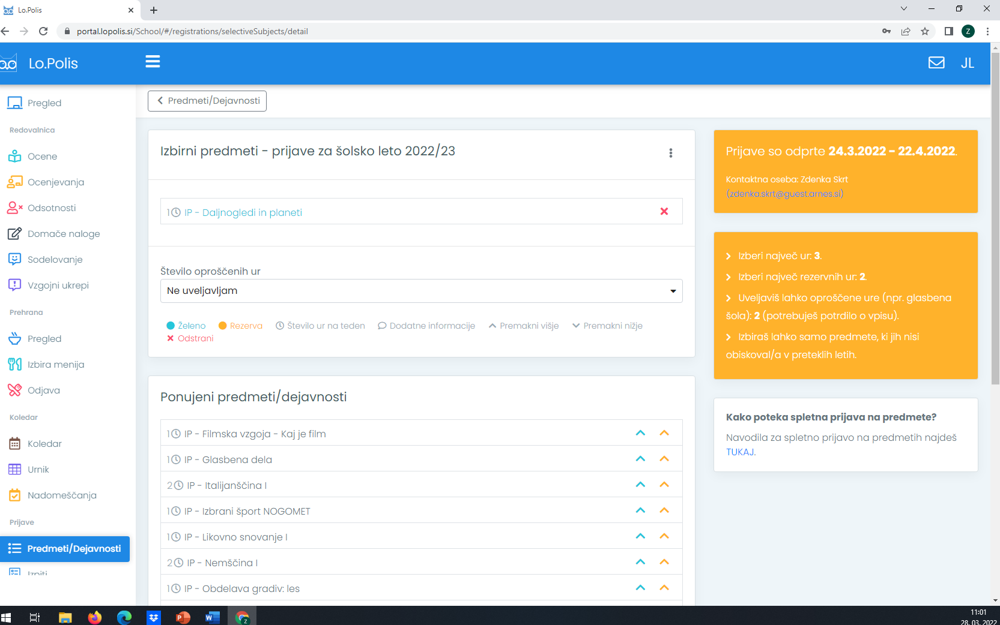 Lo.Polis
portal.lopolis.si/School/#/registrations/selectiveSubjects/detail
Z
Lo.Polis
JL
Pregled
Redovalnica
Ocene
Ocenjevanja
Odsotnosti
Domače naloge
Sodelovanje
Vzgojni ukrepi
Prehrana
Pregled
Izbira menija
Odjava
Koledar
Koledar
Urnik
Nadomeščanja
Prijave
Predmeti/Dejavnosti
Izpiti
Predmeti/Dejavnosti
Izbirni predmeti - prijave za šolsko leto 2022/23
1 IP - Daljnogledi in planeti
Število oproščenih ur
Ne uveljavljam
Želeno Rezerva Število ur na teden Dodatne informacije Premakni višje Premakni nižje
Odstrani
Ponujeni predmeti/dejavnosti
1 IP - Filmska vzgoja - Kaj je film
1 IP - Glasbena dela
2 IP - Italijanščina I
1 IP - Izbrani šport NOGOMET
1 IP - Likovno snovanje I
2 IP - Nemščina I
1 IP - Obdelava gradiv: les
Prijave so odprte 24.3.2022 - 22.4.2022.
Kontaktna oseba: Zdenka Skrt
(zdenka.skrt@guest.arnes.si)
Izberi največ ur: 3.
Izberi največ rezervnih ur: 2.
Uveljaviš lahko oproščene ure (npr. glasbena
šola): 2 (potrebuješ potrdilo o vpisu).
Izbiraš lahko samo predmete, ki jih nisi
obiskoval/a v preteklih letih.
Kako poteka spletna prijava na predmete?
Navodila za spletno prijavo na predmetih najdeš
TUKAJ.
11:01
28. 03. 2022